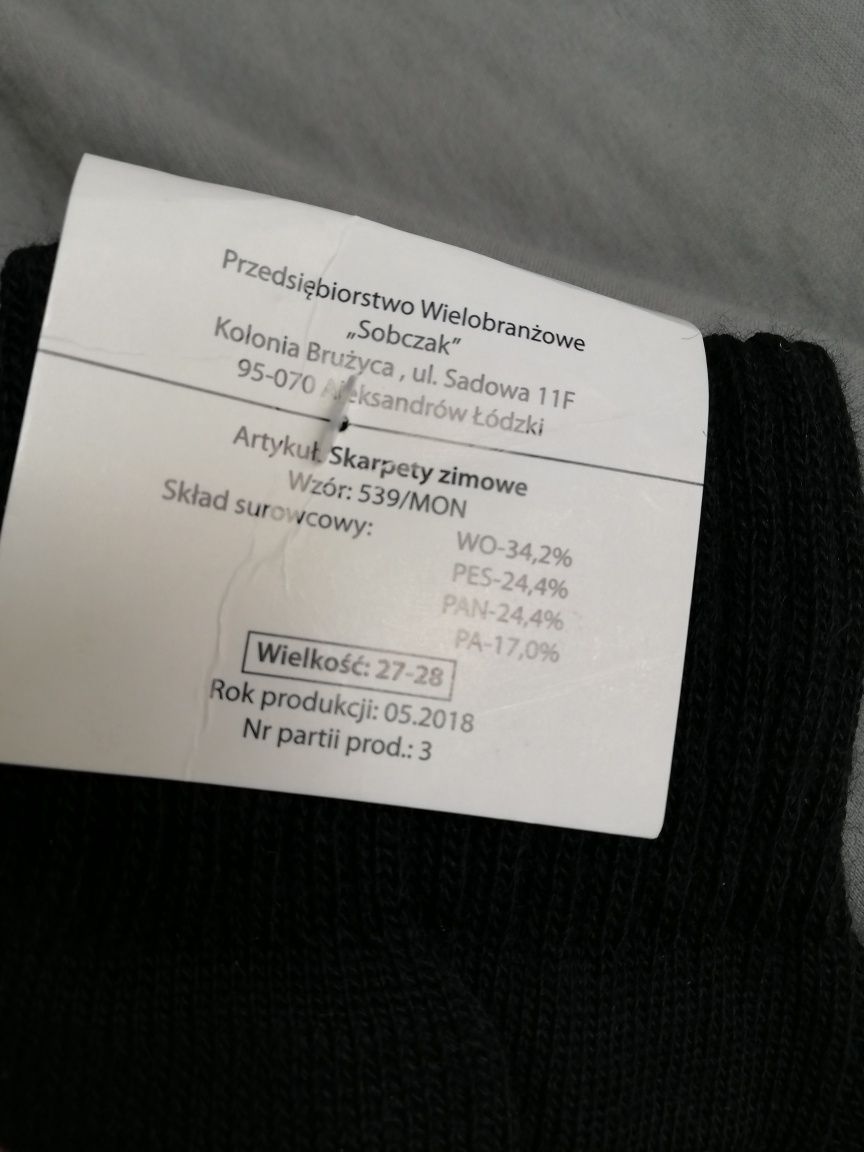 Przedsiębiorstwo Wielobranżowe
„Sobczak”
Kolonia Brużyca , ul. Sadowa 11F
95-070 Aleksandrów Łódzki
Artykuł: Skarpety zimowe
Wzór: 539/MON
Skład surowcowy:
WO-34,2%
PES-24,4%
PAN-24,4%
PA-17,0%
Wielkość: 27-28
Rok produkcji: 05.2018
Nr partii prod.: 3